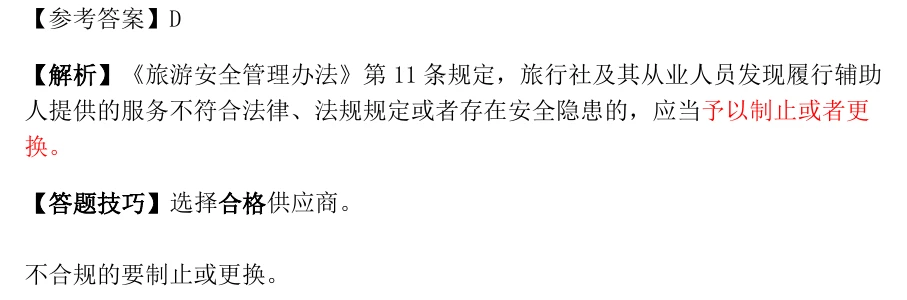 【参考答案】D
【解析】《旅游安全管理办法》第 11 条规定，旅行社及其从业人员发现履行辅助
人提供的服务不符合法律、法规规定或者存在安全隐患的，应当予以制止或者更
换。
【答题技巧】选择合格供应商。
不合规的要制止或更换。